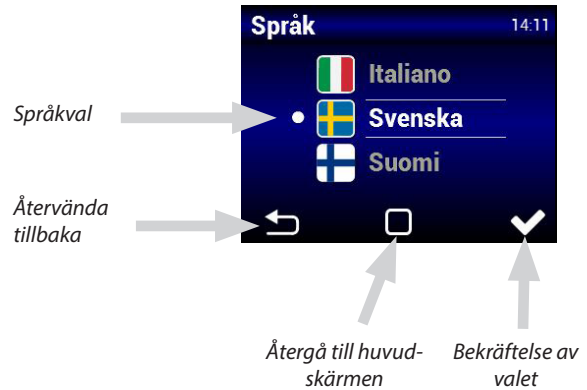 Språk 14:11
Italiano
Språkval
Svenska
Suomi
Återvända
tillbaka
Återgå till huvud-
skärmen
Bekräftelse av
valet